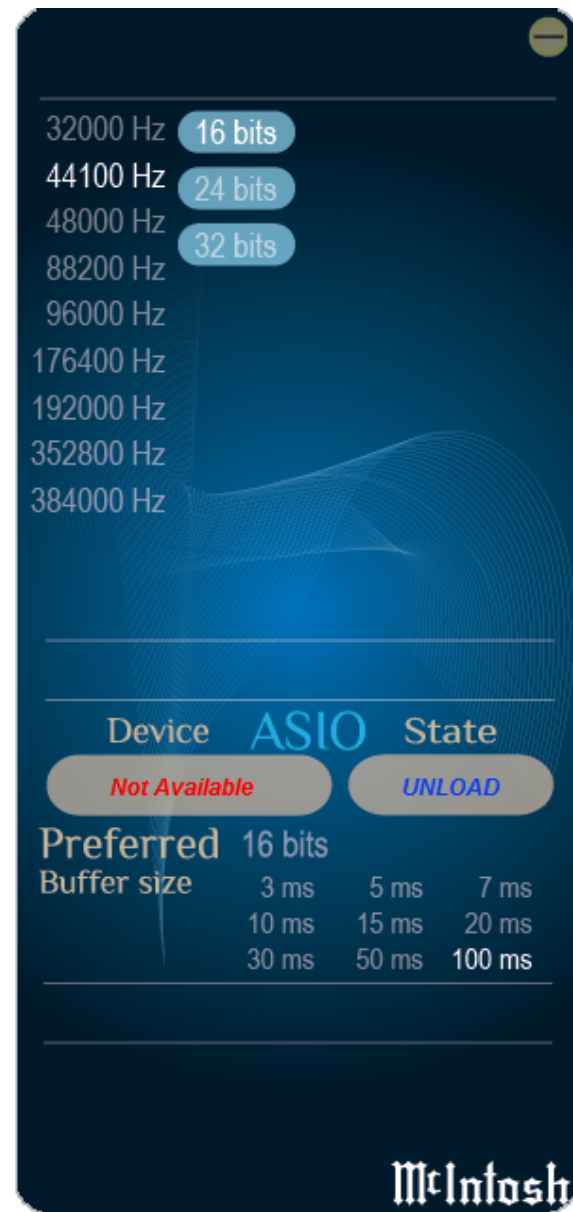 32000 Hz 16 bits
44100 Hz 24 bits
48000 Hz 32 bits
88200 Hz
96000 Hz
176400 Hz
192000 Hz
352800 Hz
384000 Hz
Device ASIO State
Not Available UNLOAD
Preferred 16 bits
Buffer size 3 ms 5 ms 7 ms
10 ms 15 ms 20 ms
30 ms 50 ms 100 ms
McIntosh